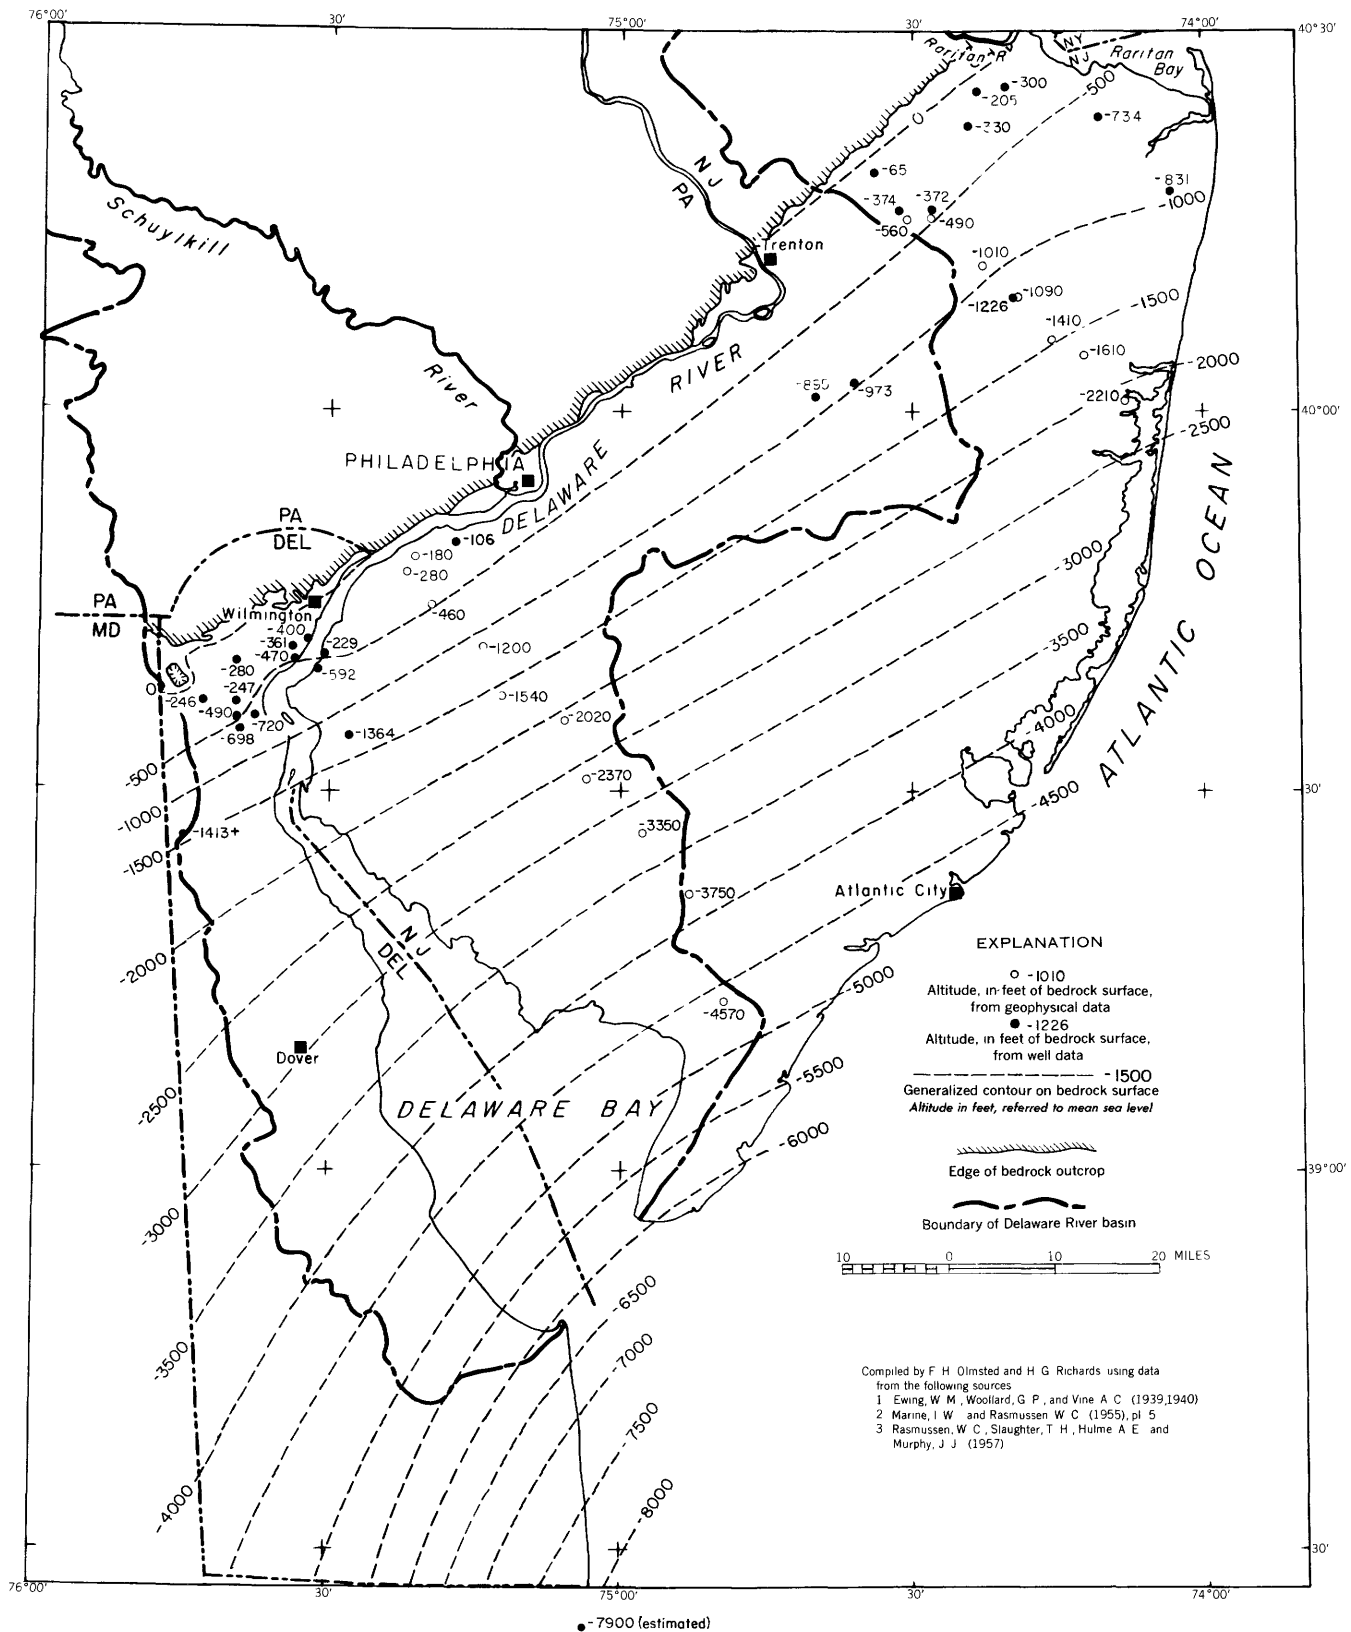 76°00'
30'
75°00'
30'
74°00'
40°30'
NY
NJ
Raritan R
Raritan
Bay
-300
-205
-500
-734
-330
0
NJ
PA
-65
-831
-374
-372
-560
-490
-1000
Schuylkill
Trenton
-1010
-1090
-1226
-1500
-1410
-1610
RIVER
-2000
River
-973
-2210
40°00'
-2500
PHILADELPHIA
DELAWARE
ATLANTIC OCEAN
PA
DEL
-106
-180
-280
-3000
PA
MD
Wilmington
-460
-400
-361
-229
-470
-1200
-3500
-280
-592
0
-247
-246
-1540
-490
-720
-2020
-4000
-698
-1364
-500
-2370
30'
-4500
-1000
-1413+
-3350
-1500
-3750
Atlantic City
NJ
DEL
-2000
-5000
EXPLANATION
-1010
Altitude, in feet of bedrock surface,
from geophysical data
-1226
Altitude, in feet of bedrock surface,
from well data
-1500
Generalized contour on bedrock surface
Altitude in feet, referred to mean sea level
-4570
Dover
-5500
-2500
DELAWARE BAY
-6000
Edge of bedrock outcrop
39°00'
-3000
Boundary of Delaware River basin
10 0 10 20 MILES
-6500
-3500
-7000
Compiled by F H Olmsted and H G Richards using data
from the following sources
1 Ewing, W M, Woollard, G P, and Vine A C (1939,1940)
2 Marine, I W and Rasmussen W C (1955), pl 5
3 Rasmussen, W C, Slaughter, T H, Hulme A E and
Murphy, J J (1957)
-7500
-4000
-8000
30'
76°00'
30'
75°00'
30'
74°00'
-7900 (estimated)